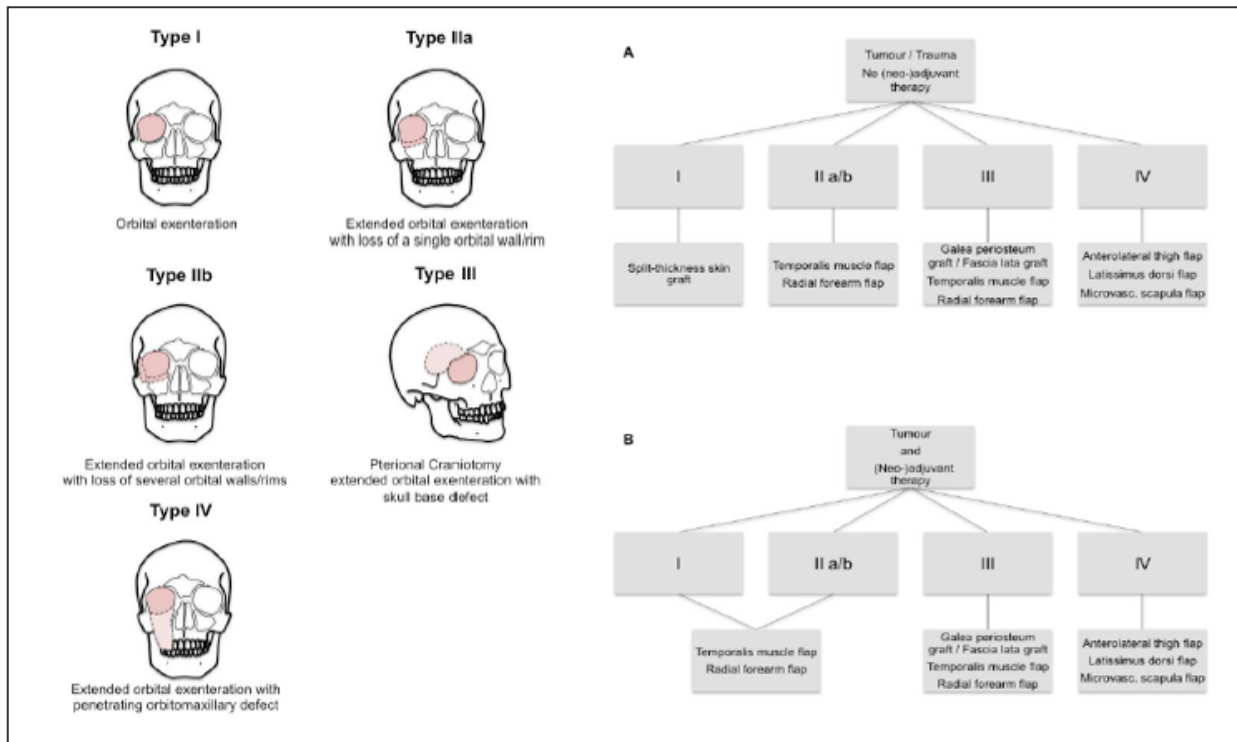 Type I
Orbital exenteration
Type IIa
Extended orbital exenteration
with loss of a single orbital wall/rim
Type IIb
Extended orbital exenteration
with loss of several orbital walls/rims
Type III
Pterional Craniotomy
extended orbital exenteration with
skull base defect
Type IV
Extended orbital exenteration with
penetrating orbitomaxillary defect
A
Tumour / Trauma
No (neo-)adjuvant
therapy
I
II a/b
III
IV
Split-thickness skin
graft
Temporalis muscle flap
Radial forearm flap
Galea periosteum
graft / Fascia lata graft
Temporalis muscle flap
Radial forearm flap
Anterolateral thigh flap
Latissimus dorsi flap
Microvasc. scapula flap
B
Tumour
and
(Neo-)adjuvant
therapy
I
II a/b
III
IV
Temporalis muscle flap
Radial forearm flap
Galea periosteum
graft / Fascia lata graft
Temporalis muscle flap
Radial forearm flap
Anterolateral thigh flap
Latissimus dorsi flap
Microvasc. scapula flap